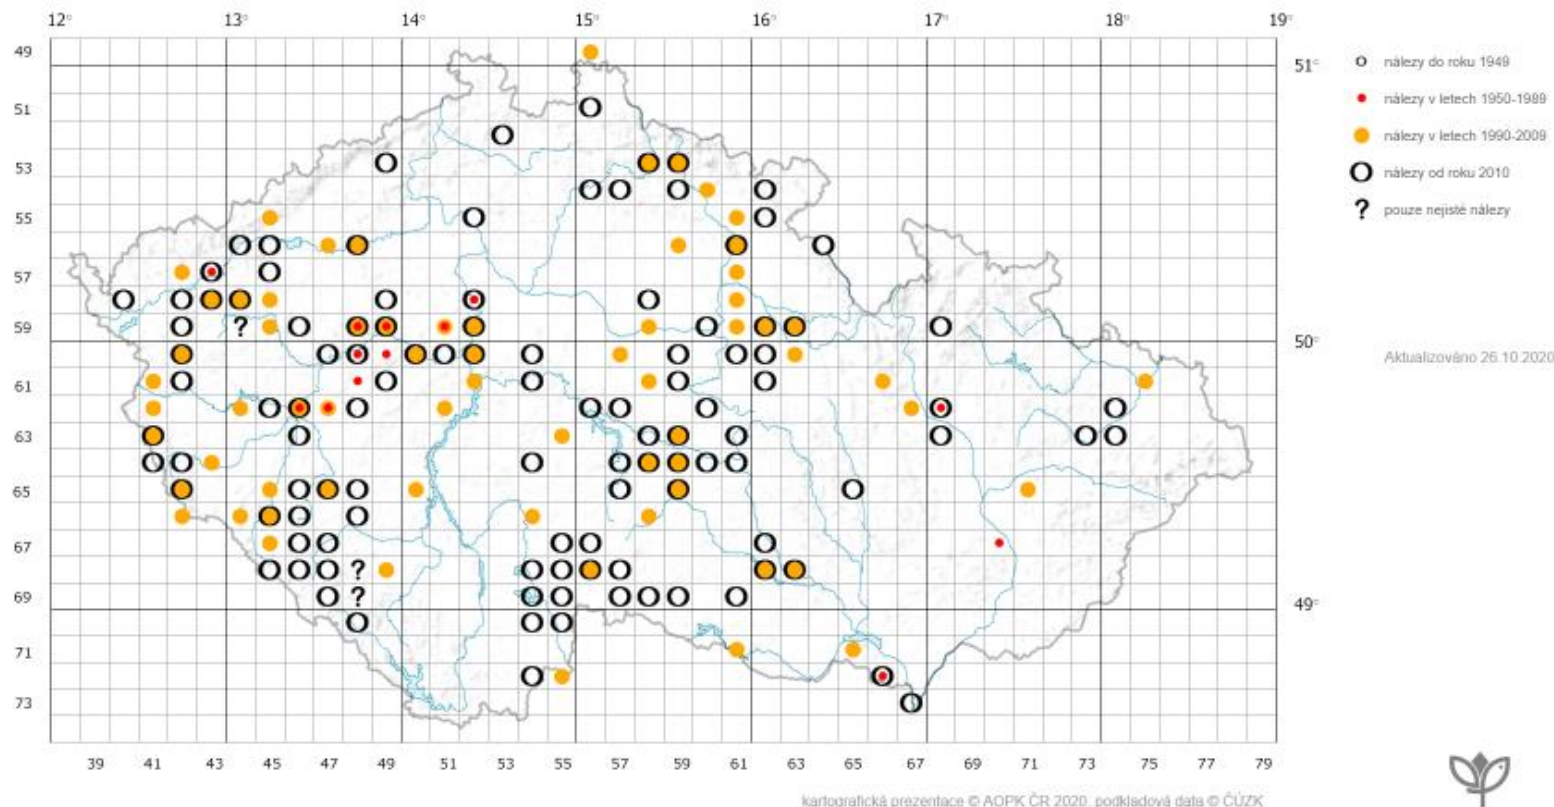 12° 13° 14° 15° 16° 17° 18° 19°
49
51°
51
53
55
57
59
50°
61
63
65
67
69
49°
71
73
39 41 43 45 47 49 51 53 55 57 59 61 63 65 67 69 71 73 75 77 79
? ? ?
nálezy do roku 1949
nálezy v letech 1950-1989
nálezy v letech 1990-2009
nálezy od roku 2010
? pouze nejisté nálezy
Aktualizováno 26.10.2020
kartografická prezentace © AOPK ČR 2020, podkladová data © ČÚZK